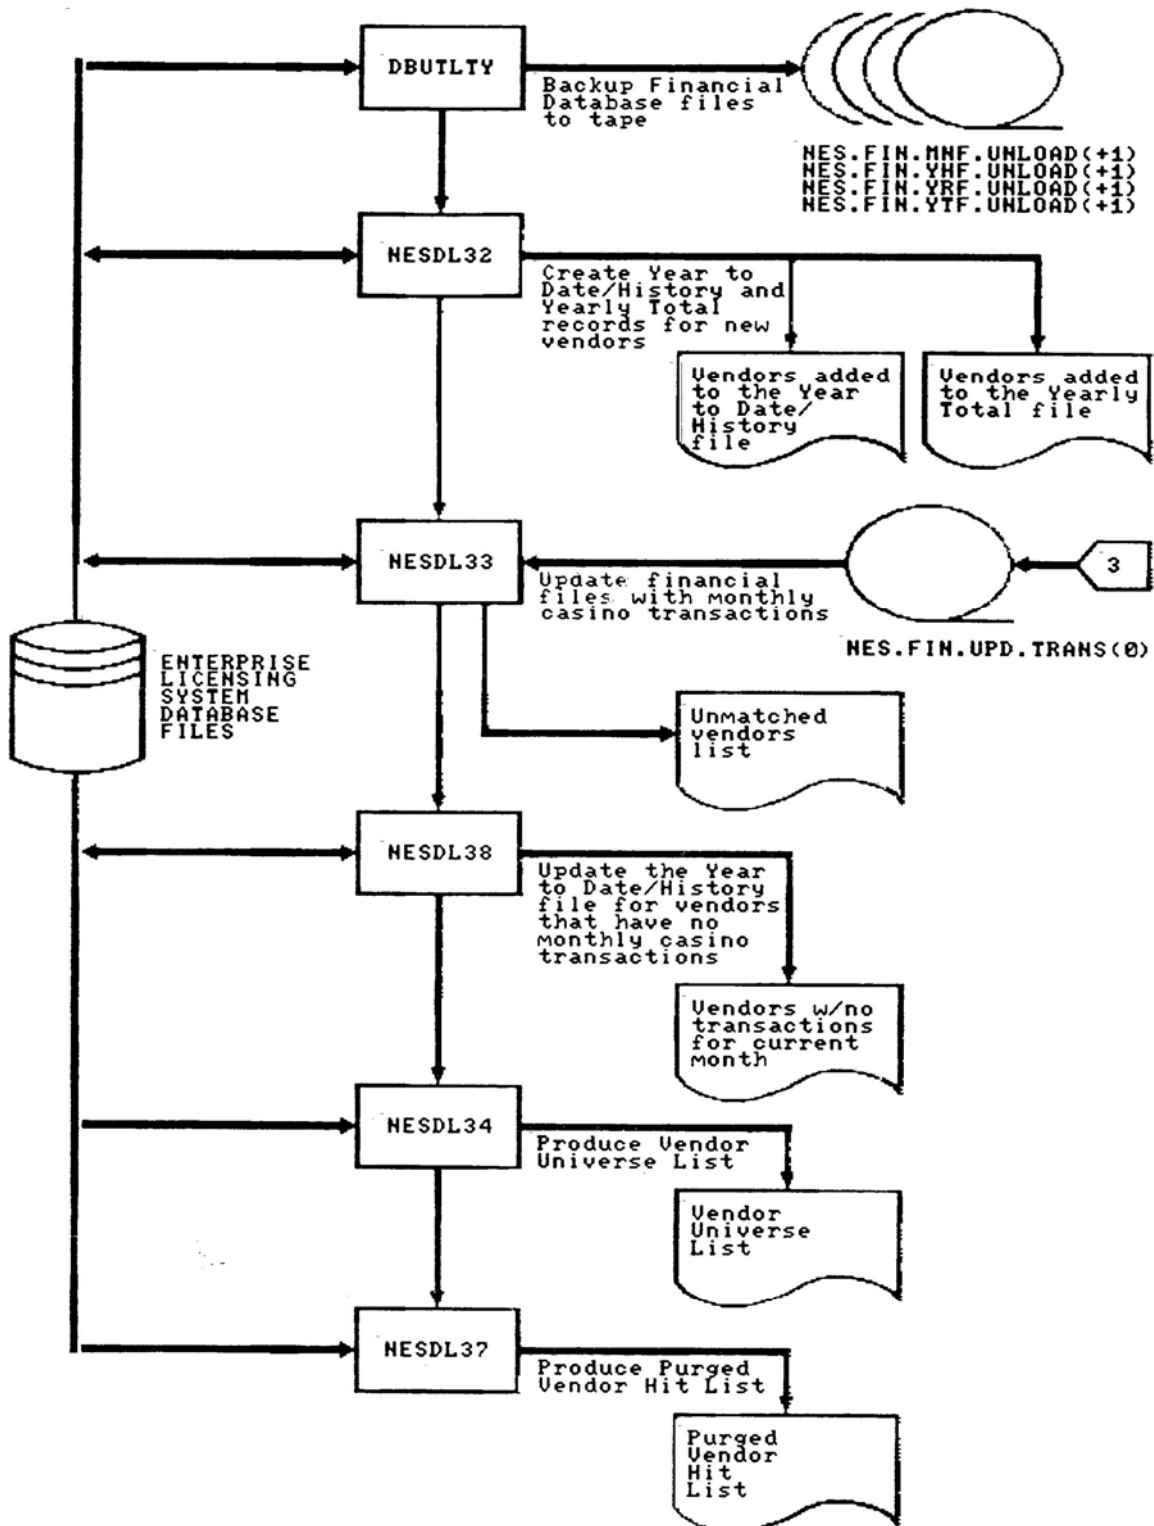 DBUTLTY
Backup Financial
Database files
to tape
NES.FIN.MNF.UNLOAD(+1)
NES.FIN.YHF.UNLOAD(+1)
NES.FIN.YRF.UNLOAD(+1)
NES.FIN.YTF.UNLOAD(+1)
NESDL32
Create Year to
Date/History and
Yearly Total
records for new
vendors
Vendors added
to the Year
to Date/
History
file
Vendors added
to the Yearly
Total file
NESDL33
Update financial
files with monthly
casino transactions
3
NES.FIN.UPD.TRANS(0)
ENTERPRISE
LICENSING
SYSTEM
DATABASE
FILES
Unmatched
vendors
list
NESDL38
Update the Year
to Date/History
file for vendors
that have no
monthly casino
transactions
Vendors w/no
transactions
for current
month
NESDL34
Produce Vendor
Universe List
Vendor
Universe
List
NESDL37
Produce Purged
Vendor Hit List
Purged
Vendor
Hit
List